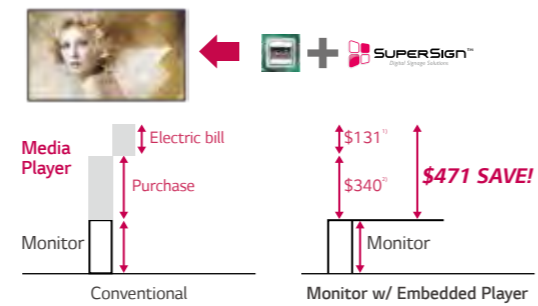 SUPERSIGN™
Digital Signage Solutions
Media
Player
Electric bill
Purchase
Monitor
Conventional
$131¹⁾
$340²⁾
$471 SAVE!
Monitor
Monitor w/ Embedded Player